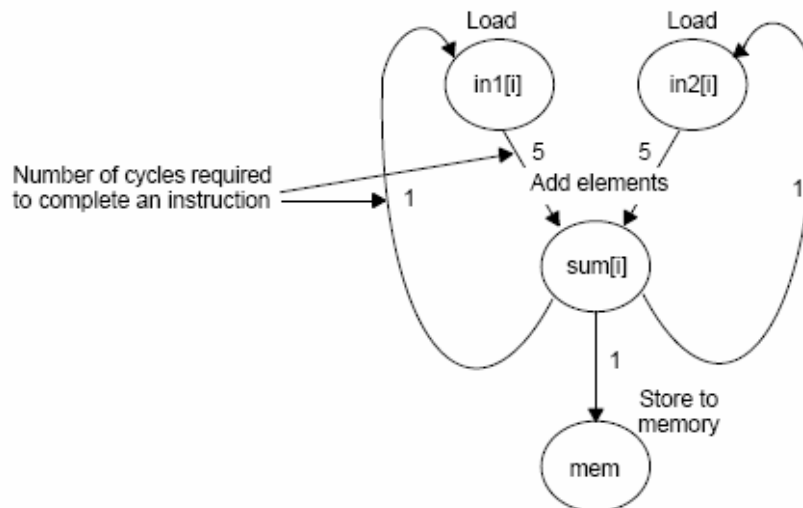 Load
Load
in1[i]
in2[i]
5
5
Number of cycles required
to complete an instruction
Add elements
1
1
sum[i]
1
Store to
memory
mem